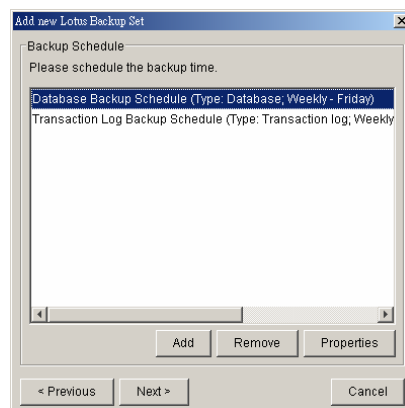 Add new Lotus Backup Set
Backup Schedule
Please schedule the backup time.
Database Backup Schedule (Type: Database; Weekly - Friday)
Transaction Log Backup Schedule (Type: Transaction log; Weekly
Add Remove Properties
< Previous Next > Cancel